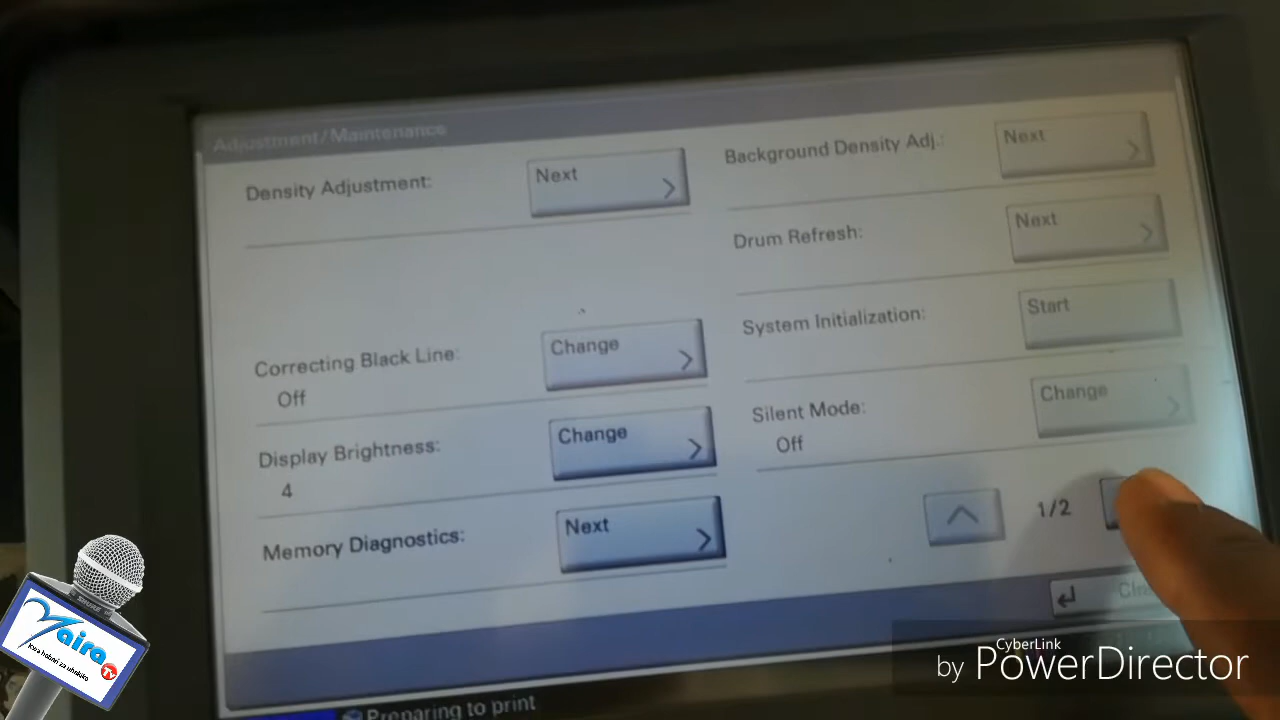 Adjustment/Maintenance
Density Adjustment:
Next
Correcting Black Line:
Off
Change
Display Brightness:
4
Change
Memory Diagnostics:
Next
Background Density Adj.:
Next
Drum Refresh:
Next
System Initialization:
Start
Silent Mode:
Off
Change
1/2
Preparing to print
Yaira
TV
CyberLink
by PowerDirector